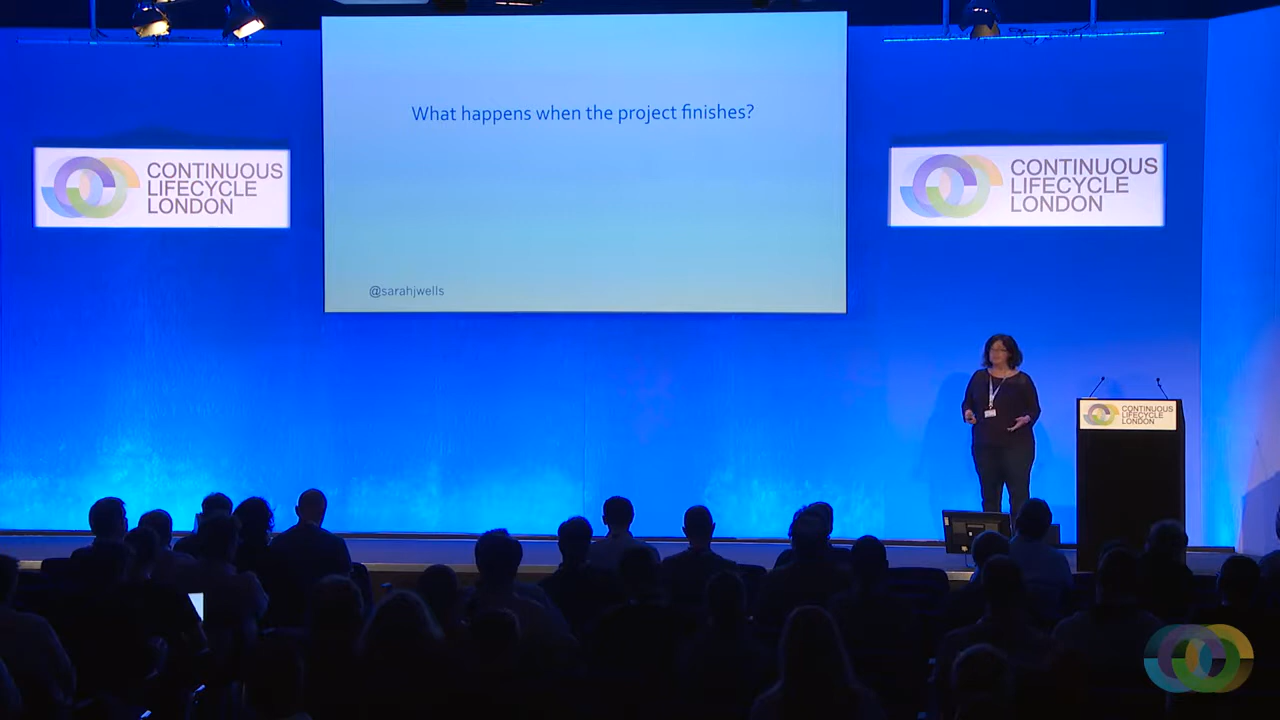 What happens when the project finishes?
@sarahjwells
CONTINUOUS
LIFECYCLE
LONDON
CONTINUOUS
LIFECYCLE
LONDON
CONTINUOUS
LIFECYCLE
LONDON